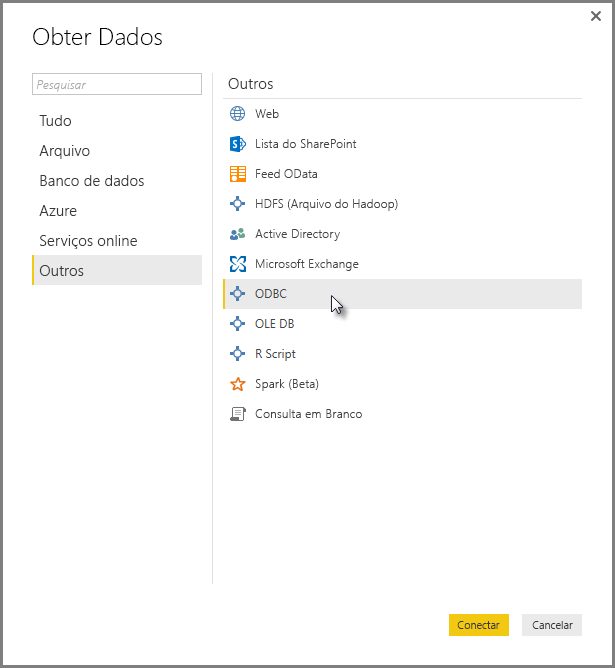 Obter Dados
Pesquisar
Tudo
Arquivo
Banco de dados
Azure
Serviços online
Outros
Outros
Web
Lista do SharePoint
Feed OData
HDFS (Arquivo do Hadoop)
Active Directory
Microsoft Exchange
ODBC
OLE DB
R Script
Spark (Beta)
Consulta em Branco
Conectar
Cancelar